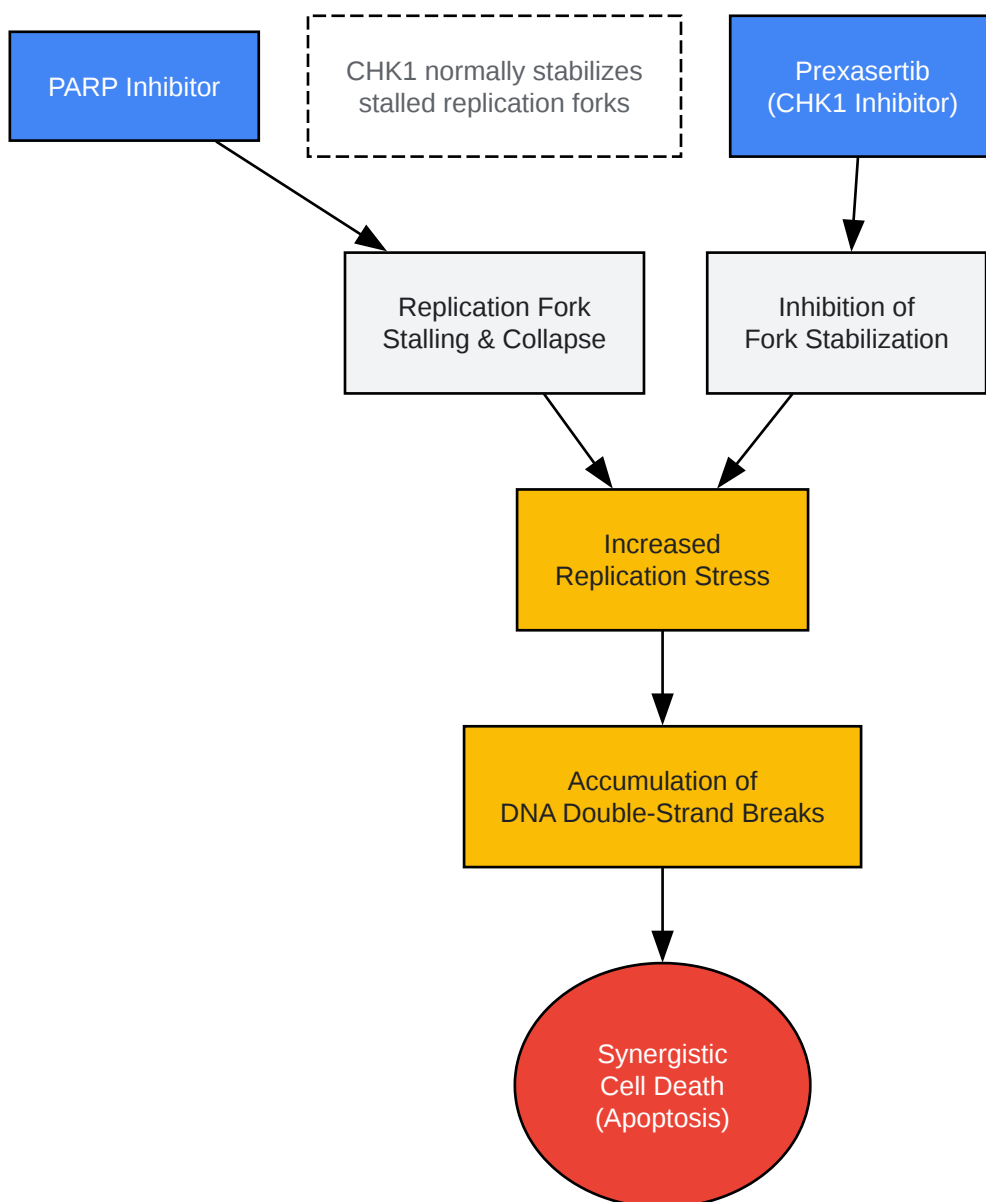 PARP Inhibitor
CHK1 normally stabilizes
stalled replication forks
Prexasertib
(CHK1 Inhibitor)
Replication Fork
Stalling & Collapse
Inhibition of
Fork Stabilization
Increased
Replication Stress
Accumulation of
DNA Double-Strand Breaks
Synergistic
Cell Death
(Apoptosis)